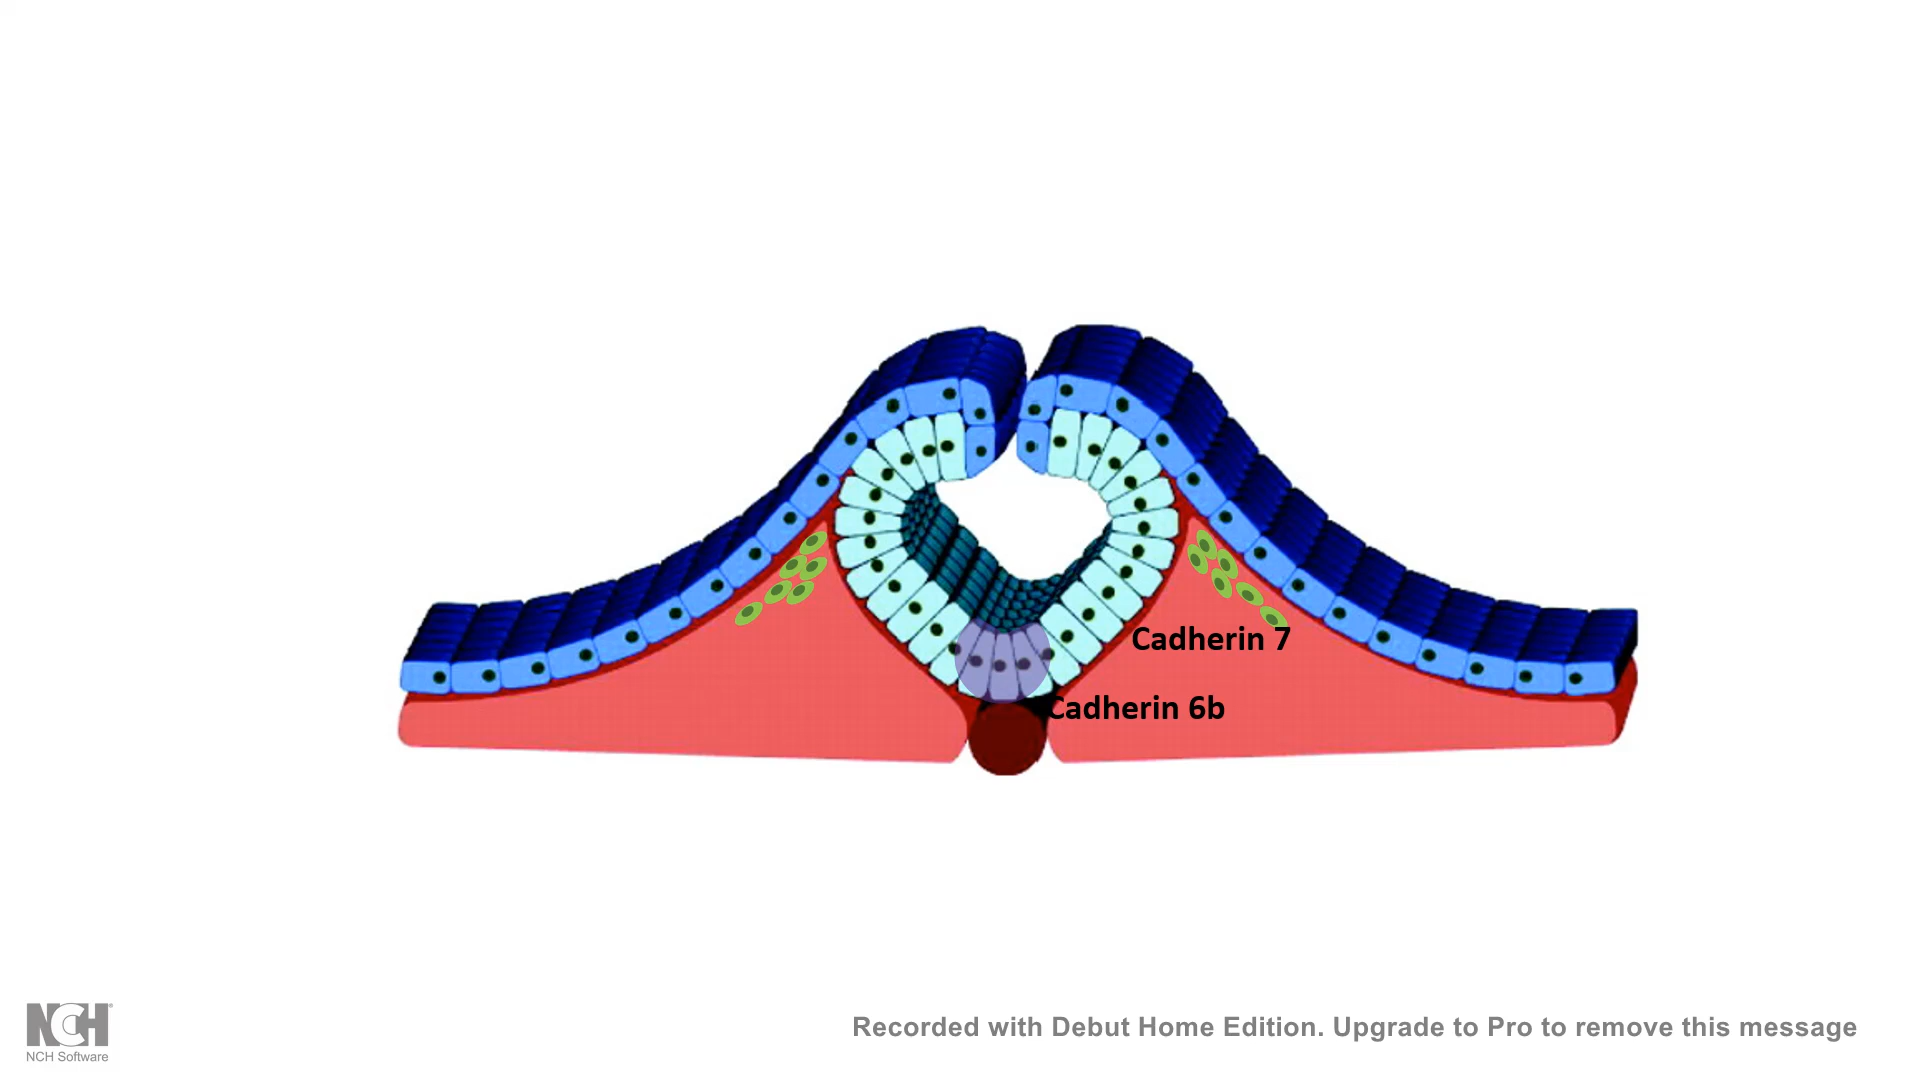 Cadherin 7
Cadherin 6b
NCH
NCH Software
Recorded with Debut Home Edition. Upgrade to Pro to remove this message